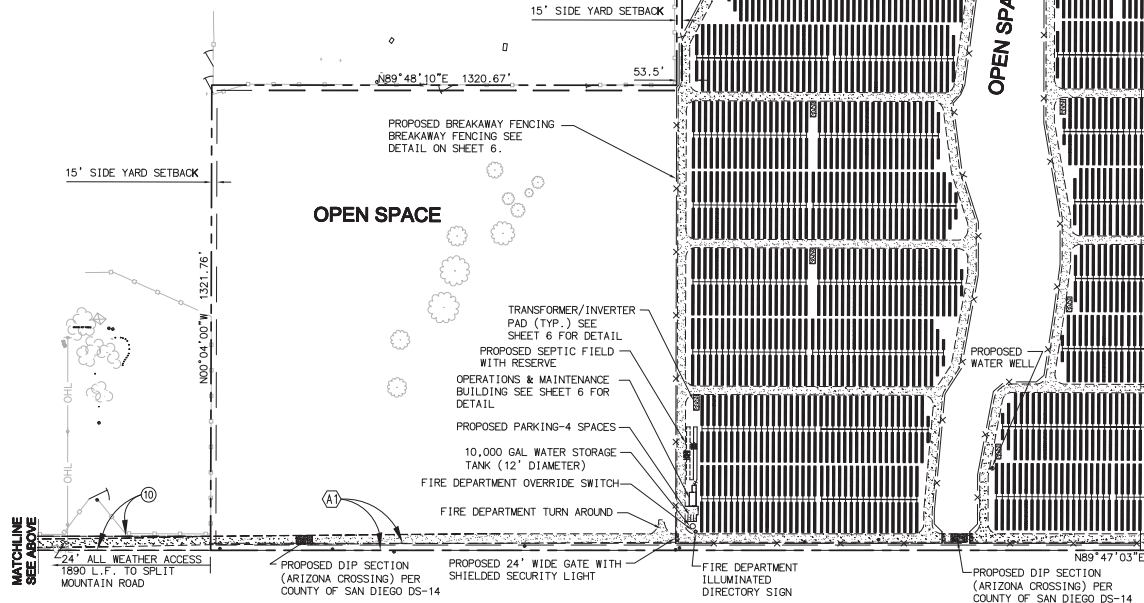 15' SIDE YARD SETBACK
OPEN SPA
N89°48'10"E 1320.67'
53.5'
PROPOSED BREAKAWAY FENCING
BREAKAWAY FENCING SEE
DETAIL ON SHEET 6.
15' SIDE YARD SETBACK
OPEN SPACE
N00°04'00"W 1321.76'
TRANSFORMER/INVERTER
PAD (TYP.) SEE
SHEET 6 FOR DETAIL
PROPOSED SEPTIC FIELD
WITH RESERVE
PROPOSED
WATER WELL
OPERATIONS & MAINTENANCE
BUILDING SEE SHEET 6 FOR
DETAIL
PROPOSED PARKING-4 SPACES
10,000 GAL WATER STORAGE
TANK (12' DIAMETER)
FIRE DEPARTMENT OVERRIDE SWITCH
FIRE DEPARTMENT TURN AROUND
OHL
OHL
10
A1
MATCHLINE
SEE ABOVE
24' ALL WEATHER ACCESS
1890 L.F. TO SPLIT
MOUNTAIN ROAD
PROPOSED DIP SECTION
(ARIZONA CROSSING) PER
COUNTY OF SAN DIEGO DS-14
PROPOSED 24' WIDE GATE WITH
SHIELDED SECURITY LIGHT
FIRE DEPARTMENT
ILLUMINATED
DIRECTORY SIGN
N89°47'03"E
PROPOSED DIP SECTION
(ARIZONA CROSSING) PER
COUNTY OF SAN DIEGO DS-14